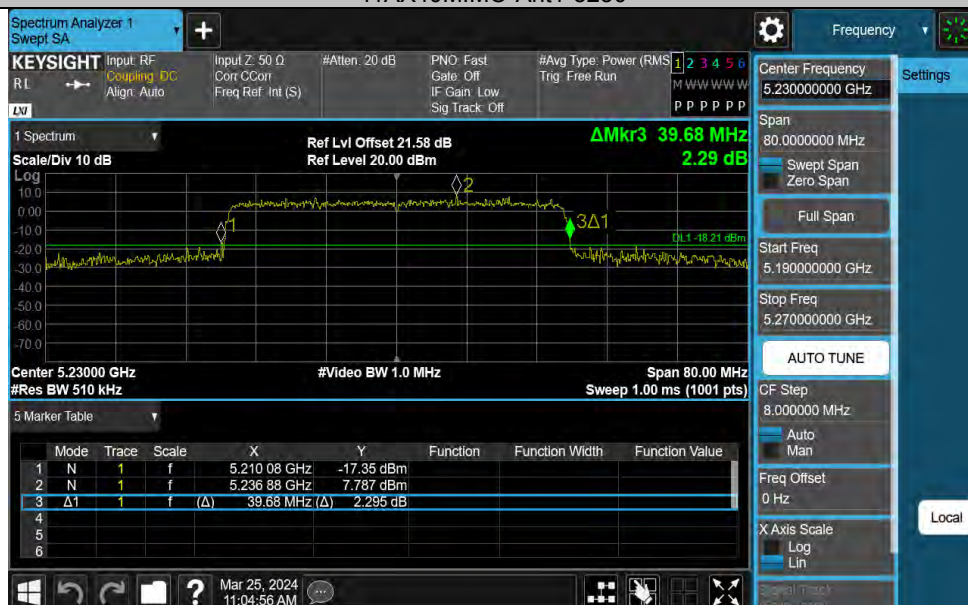 Spectrum Analyzer 1
Swept SA
Frequency
KEYSIGHT
RL
LXI
Input: RF
Coupling: DC
Align: Auto
Input Z: 50 Ω
Corr CCorr
Freq Ref: Int (S)
#Atten: 20 dB
PNO: Fast
Gate: Off
IF Gain: Low
Sig Track: Off
#Avg Type: Power (RMS
Trig: Free Run
1 2 3 4 5 6
M W W W W W
P P P P P P
1 Spectrum
Scale/Div 10 dB
Ref Lvl Offset 21.58 dB
Ref Level 20.00 dBm
ΔMkr3 39.68 MHz
2.29 dB
Log
10.0
0.00
-10.0
-20.0
-30.0
-40.0
-50.0
-60.0
-70.0
1
2
3Δ1
DL1 -18.21 dBm
Center 5.23000 GHz
#Res BW 510 kHz
#Video BW 1.0 MHz
Span 80.00 MHz
Sweep 1.00 ms (1001 pts)
5 Marker Table
Mode Trace Scale X Y Function Function Width Function Value
1 N 1 f 5.210 08 GHz -17.35 dBm
2 N 1 f 5.236 88 GHz 7.787 dBm
3 Δ1 1 f (Δ) 39.68 MHz (Δ) 2.295 dB
4
5
6
Mar 25, 2024
11:04:56 AM
Center Frequency
5.230000000 GHz
Span
80.0000000 MHz
Swept Span
Zero Span
Full Span
Start Freq
5.190000000 GHz
Stop Freq
5.270000000 GHz
AUTO TUNE
CF Step
8.000000 MHz
Auto
Man
Freq Offset
0 Hz
X Axis Scale
Log
Lin
Signal Track
Settings
Local